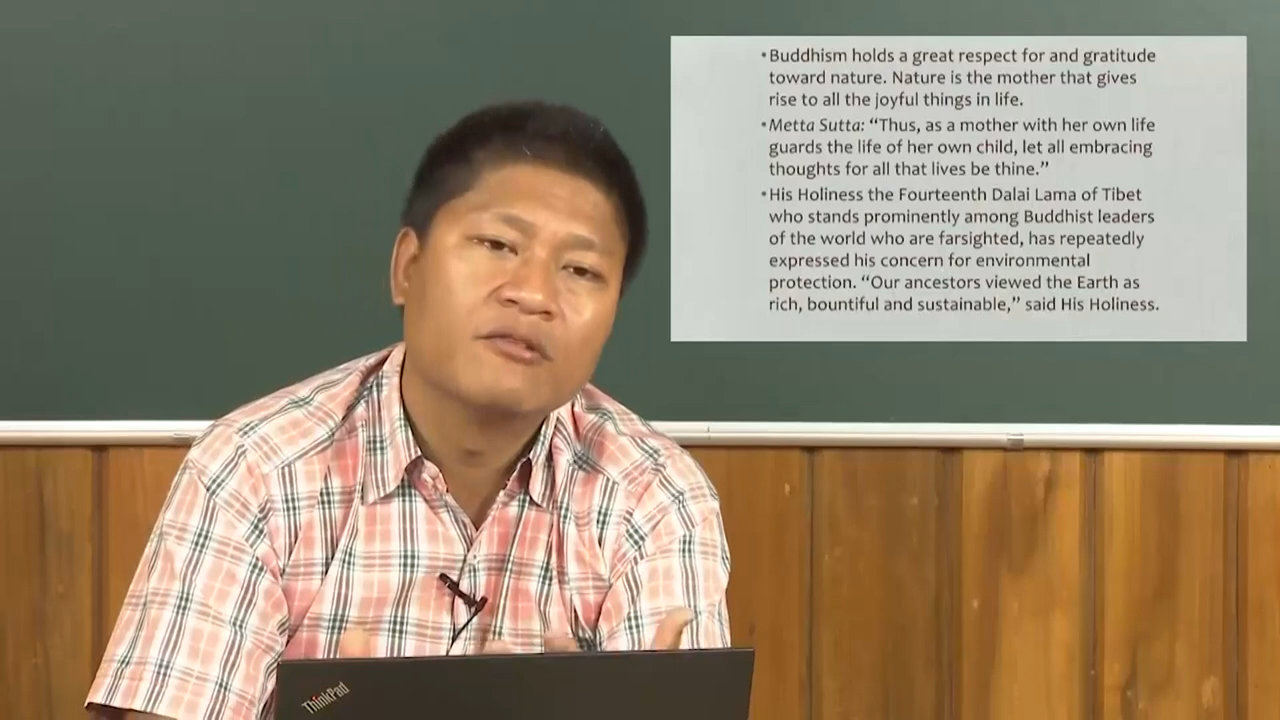 •Buddhism holds a great respect for and gratitude
toward nature. Nature is the mother that gives
rise to all the joyful things in life.
•Metta Sutta: “Thus, as a mother with her own life
guards the life of her own child, let all embracing
thoughts for all that lives be thine.”
•His Holiness the Fourteenth Dalai Lama of Tibet
who stands prominently among Buddhist leaders
of the world who are farsighted, has repeatedly
expressed his concern for environmental
protection. “Our ancestors viewed the Earth as
rich, bountiful and sustainable,” said His Holiness.
ThinkPad